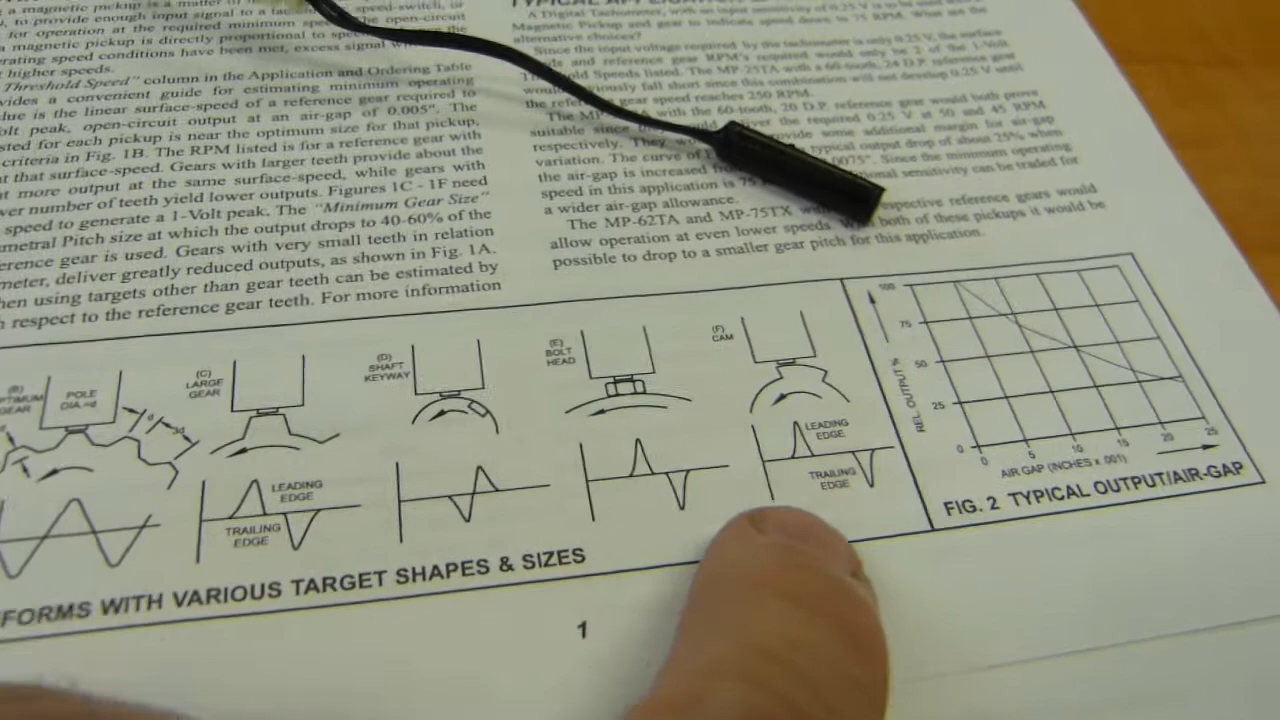 a magnetic pickup is a matter of
to provide enough input signal to a
speed-switch, or
for operation at the required minimum
the open-circuit
a magnetic pickup is directly proportional to
the
rating speed conditions have been met, excess signal
higher speeds.
Threshold Speed" column in the Application and Ordering Table
vides a convenient guide for estimating minimum operating
lue is the linear surface-speed of a reference gear required to
olt peak, open-circuit output at an air-gap of 0.005". The
sted for each pickup is near the optimum size for that pickup,
criteria in Fig. 1B. The RPM listed is for a reference gear with
at that surface-speed. Gears with larger teeth provide about the
at more output at the same surface-speed, while gears with
wer number of teeth yield lower outputs. Figures 1C - 1F need
speed to generate a 1-Volt peak. The "Minimum Gear Size"
metral Pitch size at which the output drops to 40-60% of the
erence gear is used. Gears with very small teeth in relation
meter, deliver greatly reduced outputs, as shown in Fig. 1A.
hen using targets other than gear teeth can be estimated by
h respect to the reference gear teeth. For more information
A Digital Tachometer, with an input sensitivity of 0.25 V is to be used
Magnetic Pickup and gear to indicate speed down to 75 RPM. What are the
alternative choices?
Since the input voltage required by the tachometer is only 0.25 V, the surface
and reference gear RPM's required would only be
of the 1-Volt
hold Speeds listed. The MP-25TA with a 60-tooth, 24 D.P. reference gear
would
iously fall short since this combination will not develop 0.25 V until
the
gear speed reaches 250 RPM.
The
with the 60-tooth, 20 D.P. reference gear would both prove
suitable since they
deliver the required 0.25 V at 50 and 45 RPM
respectively. They
provide some additional margin for air-gap
variation. The curve of
typical output drop of about 25% when
the air-gap is increased
0075". Since the minimum operating
speed in this application is 75
tional sensitivity can be traded for
a wider air-gap allowance.
The MP-62TA and MP-75TX with
spective reference gears would
allow operation at even lower speeds. With both of these pickups it would be
possible to drop to a smaller gear pitch for this application.
(B)
PTIMUM
GEAR
POLE
DIA.=d
d
3d
(C)
LARGE
GEAR
(D)
SHAFT
KEYWAY
(E)
BOLT
HEAD
(F)
CAM
LEADING
EDGE
TRAILING
EDGE
LEADING
EDGE
TRAILING
EDGE
FORMS WITH VARIOUS TARGET SHAPES & SIZES
REL. OUTPUT %
100
75
50
25
0
0 5 10 15 20 25
AIR GAP (INCHES x .001)
FIG. 2 TYPICAL OUTPUT/AIR-GAP
1